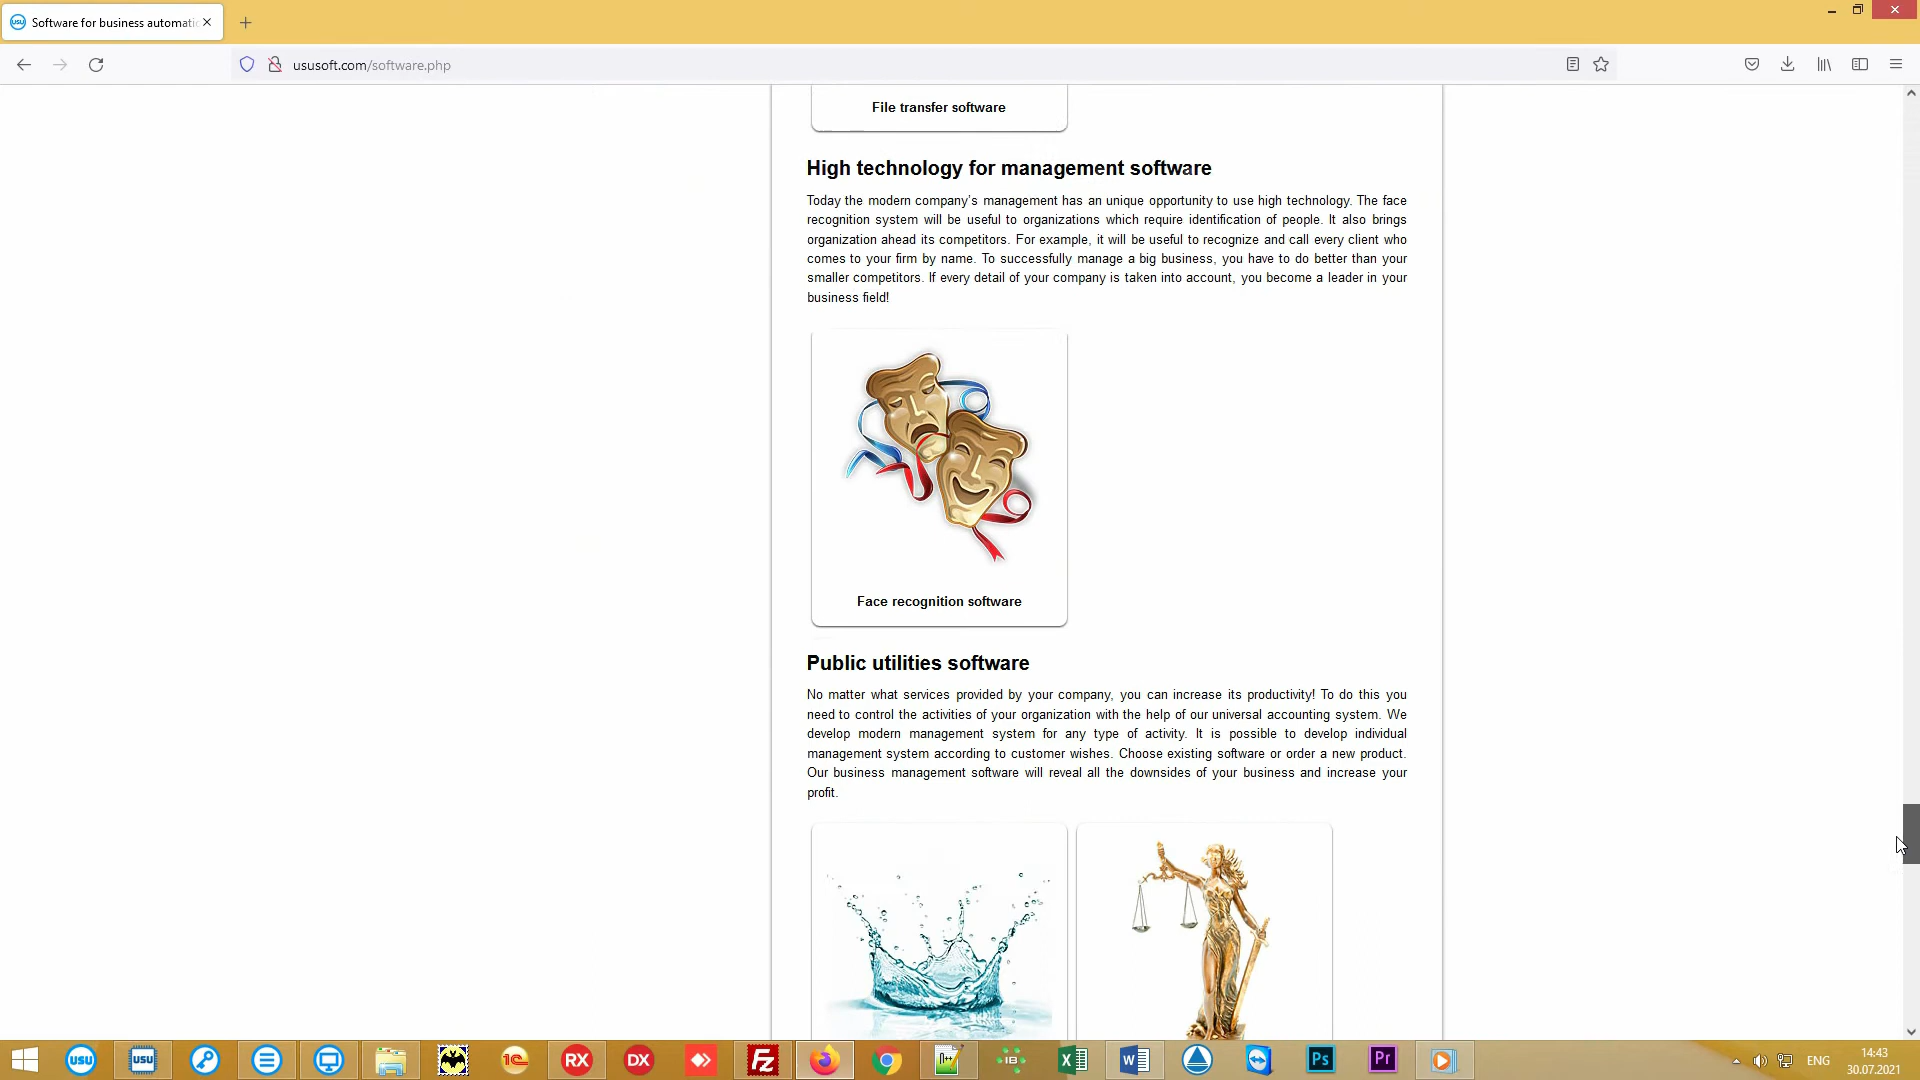 Software for business automati
ususoft.com/software.php
File transfer software
High technology for management software
Today the modern company's management has an unique opportunity to use high technology. The face
recognition system will be useful to organizations which require identification of people. It also brings
organization ahead its competitors. For example, it will be useful to recognize and call every client who
comes to your firm by name. To successfully manage a big business, you have to do better than your
smaller competitors. If every detail of your company is taken into account, you become a leader in your
business field!
Face recognition software
Public utilities software
No matter what services provided by your company, you can increase its productivity! To do this you
need to control the activities of your organization with the help of our universal accounting system. We
develop modern management system for any type of activity. It is possible to develop individual
management system according to customer wishes. Choose existing software or order a new product.
Our business management software will reveal all the downsides of your business and increase your
profit.
USU USU 1C RX DX FZ IB Ps Pr ENG
14:43
30.07.2021